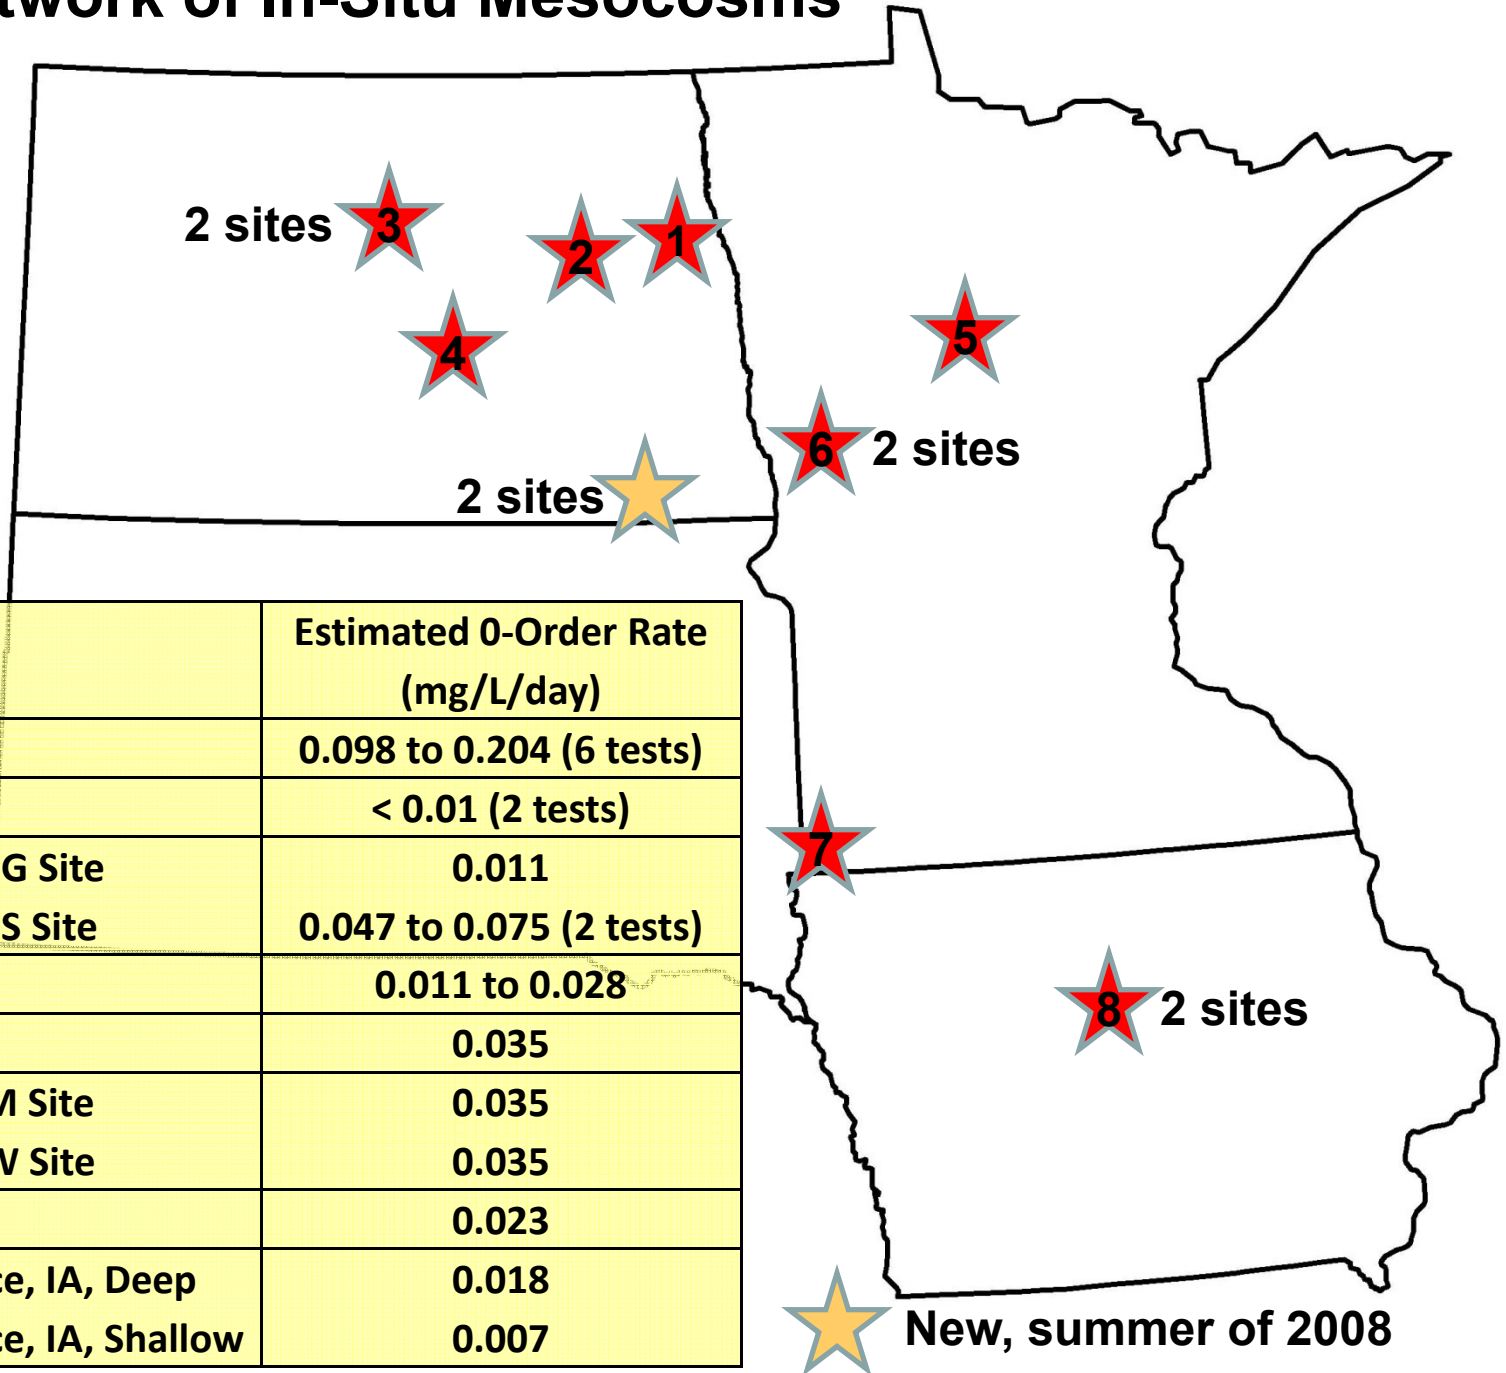 In-Situ Mesocosms
3
2 sites
2
1
4
5
6
2 sites
2 sites
Estimated 0-Order Rate
(mg/L/day)
0.098 to 0.204 (6 tests)
< 0.01 (2 tests)
G Site 0.011
S Site 0.047 to 0.075 (2 tests)
0.011 to 0.028
0.035
M Site 0.035
W Site 0.035
0.023
IA, Deep 0.018
IA, Shallow 0.007
7
8
2 sites
New, summer of 2008